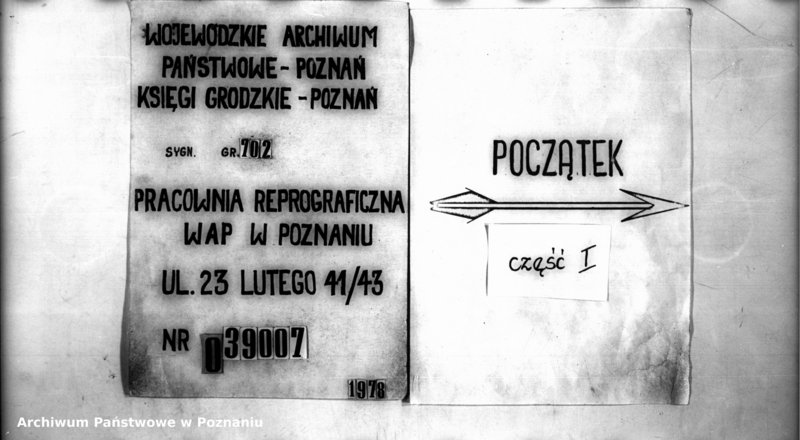 WOJEWÓDZKIE ARCHIWUM
PAŃSTWOWE - POZNAŃ
KSIĘGI GRODZKIE - POZNAŃ
SYGN. GR. 702
PRACOWNIA REPROGRAFICZNA
WAP W POZNANIU
UL. 23 LUTEGO 41/43
NR 039007
1978
POCZĄTEK
część I
Archiwum Państwowe w Poznaniu